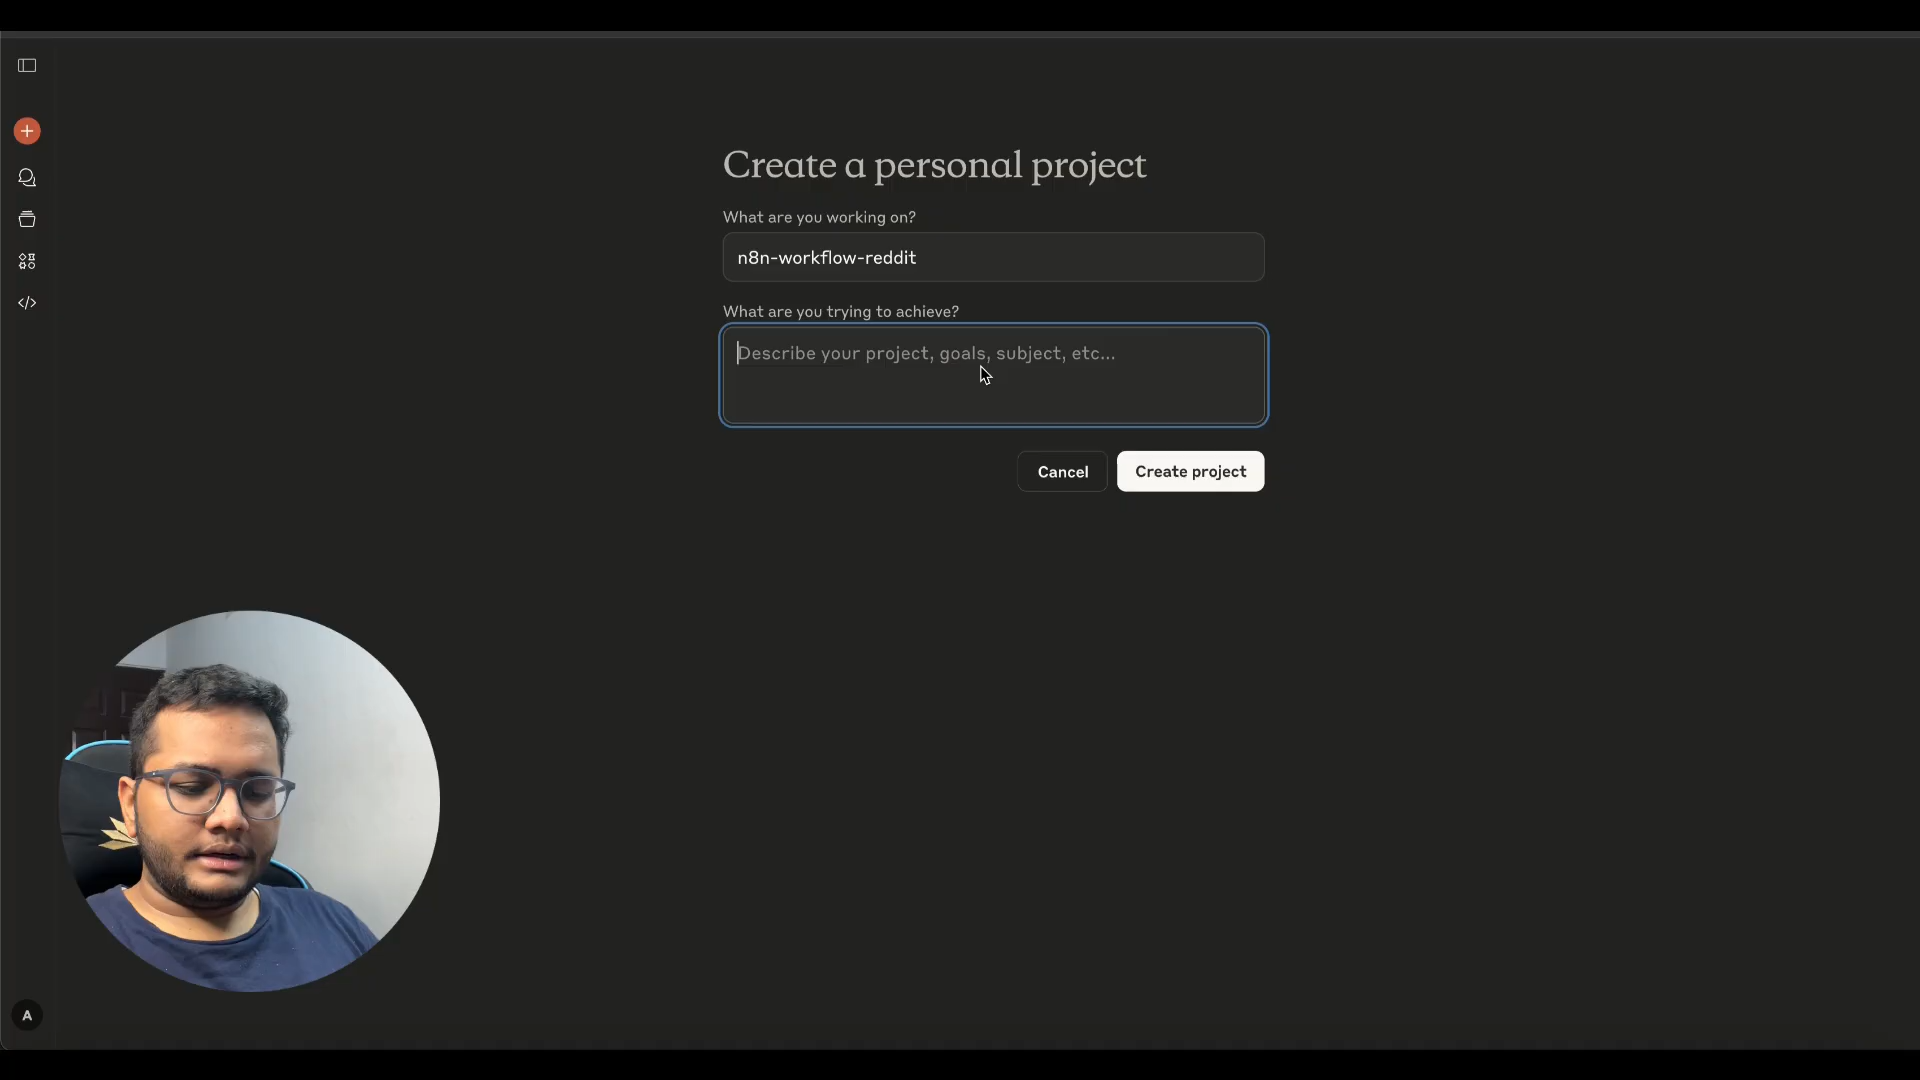 Create a personal project
What are you working on?
n8n-workflow-reddit
What are you trying to achieve?
Describe your project, goals, subject, etc...
Cancel
Create project
A